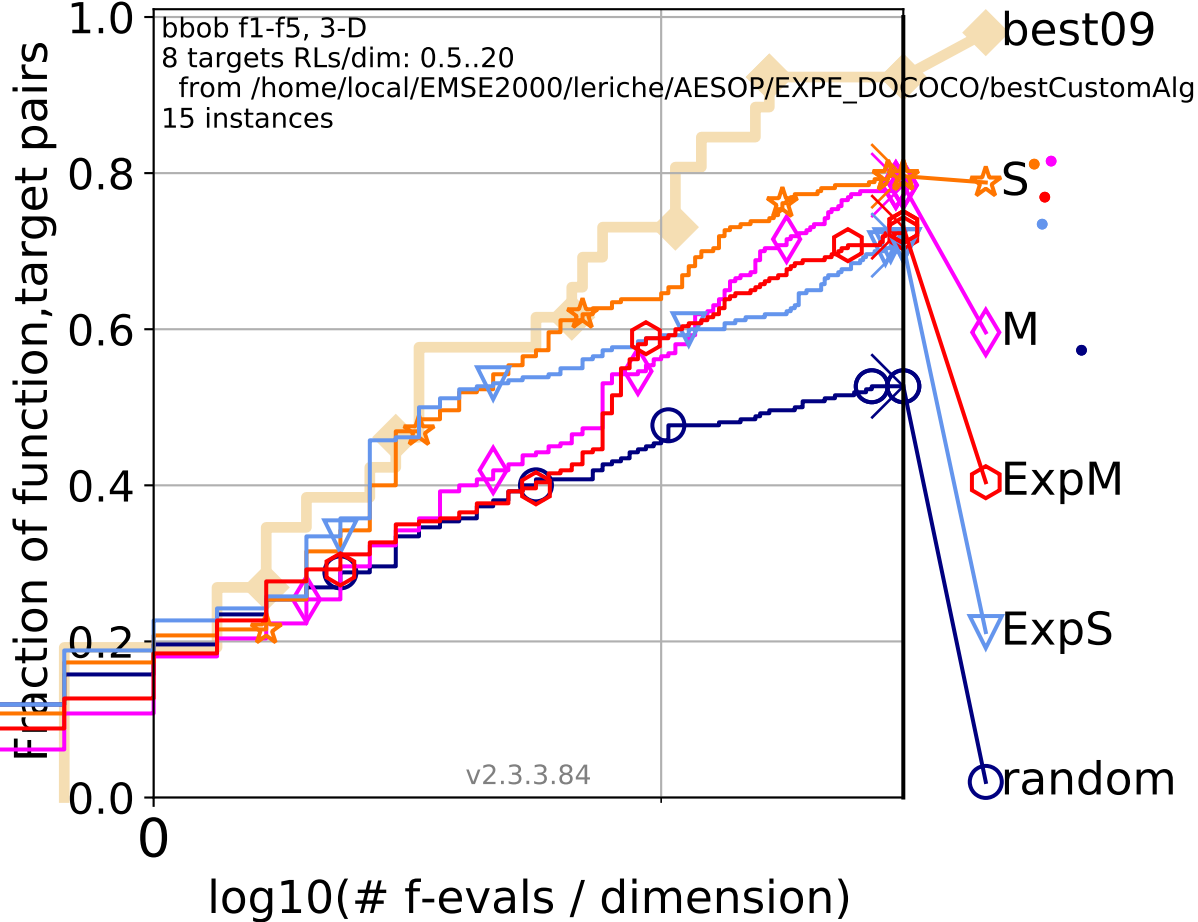 1.0
bbob f1-f5, 3-D
8 targets RLs/dim: 0.5..20
from /home/local/EMSE2000/leriche/AESOP/EXPE_DOCOCO/bestCustomAlg
15 instances
best09
0.8
S
0.6
M
0.4
ExpM
0.2
ExpS
0.0
random
v2.3.3.84
0
log10(# f-evals / dimension)
Fraction of function,target pairs